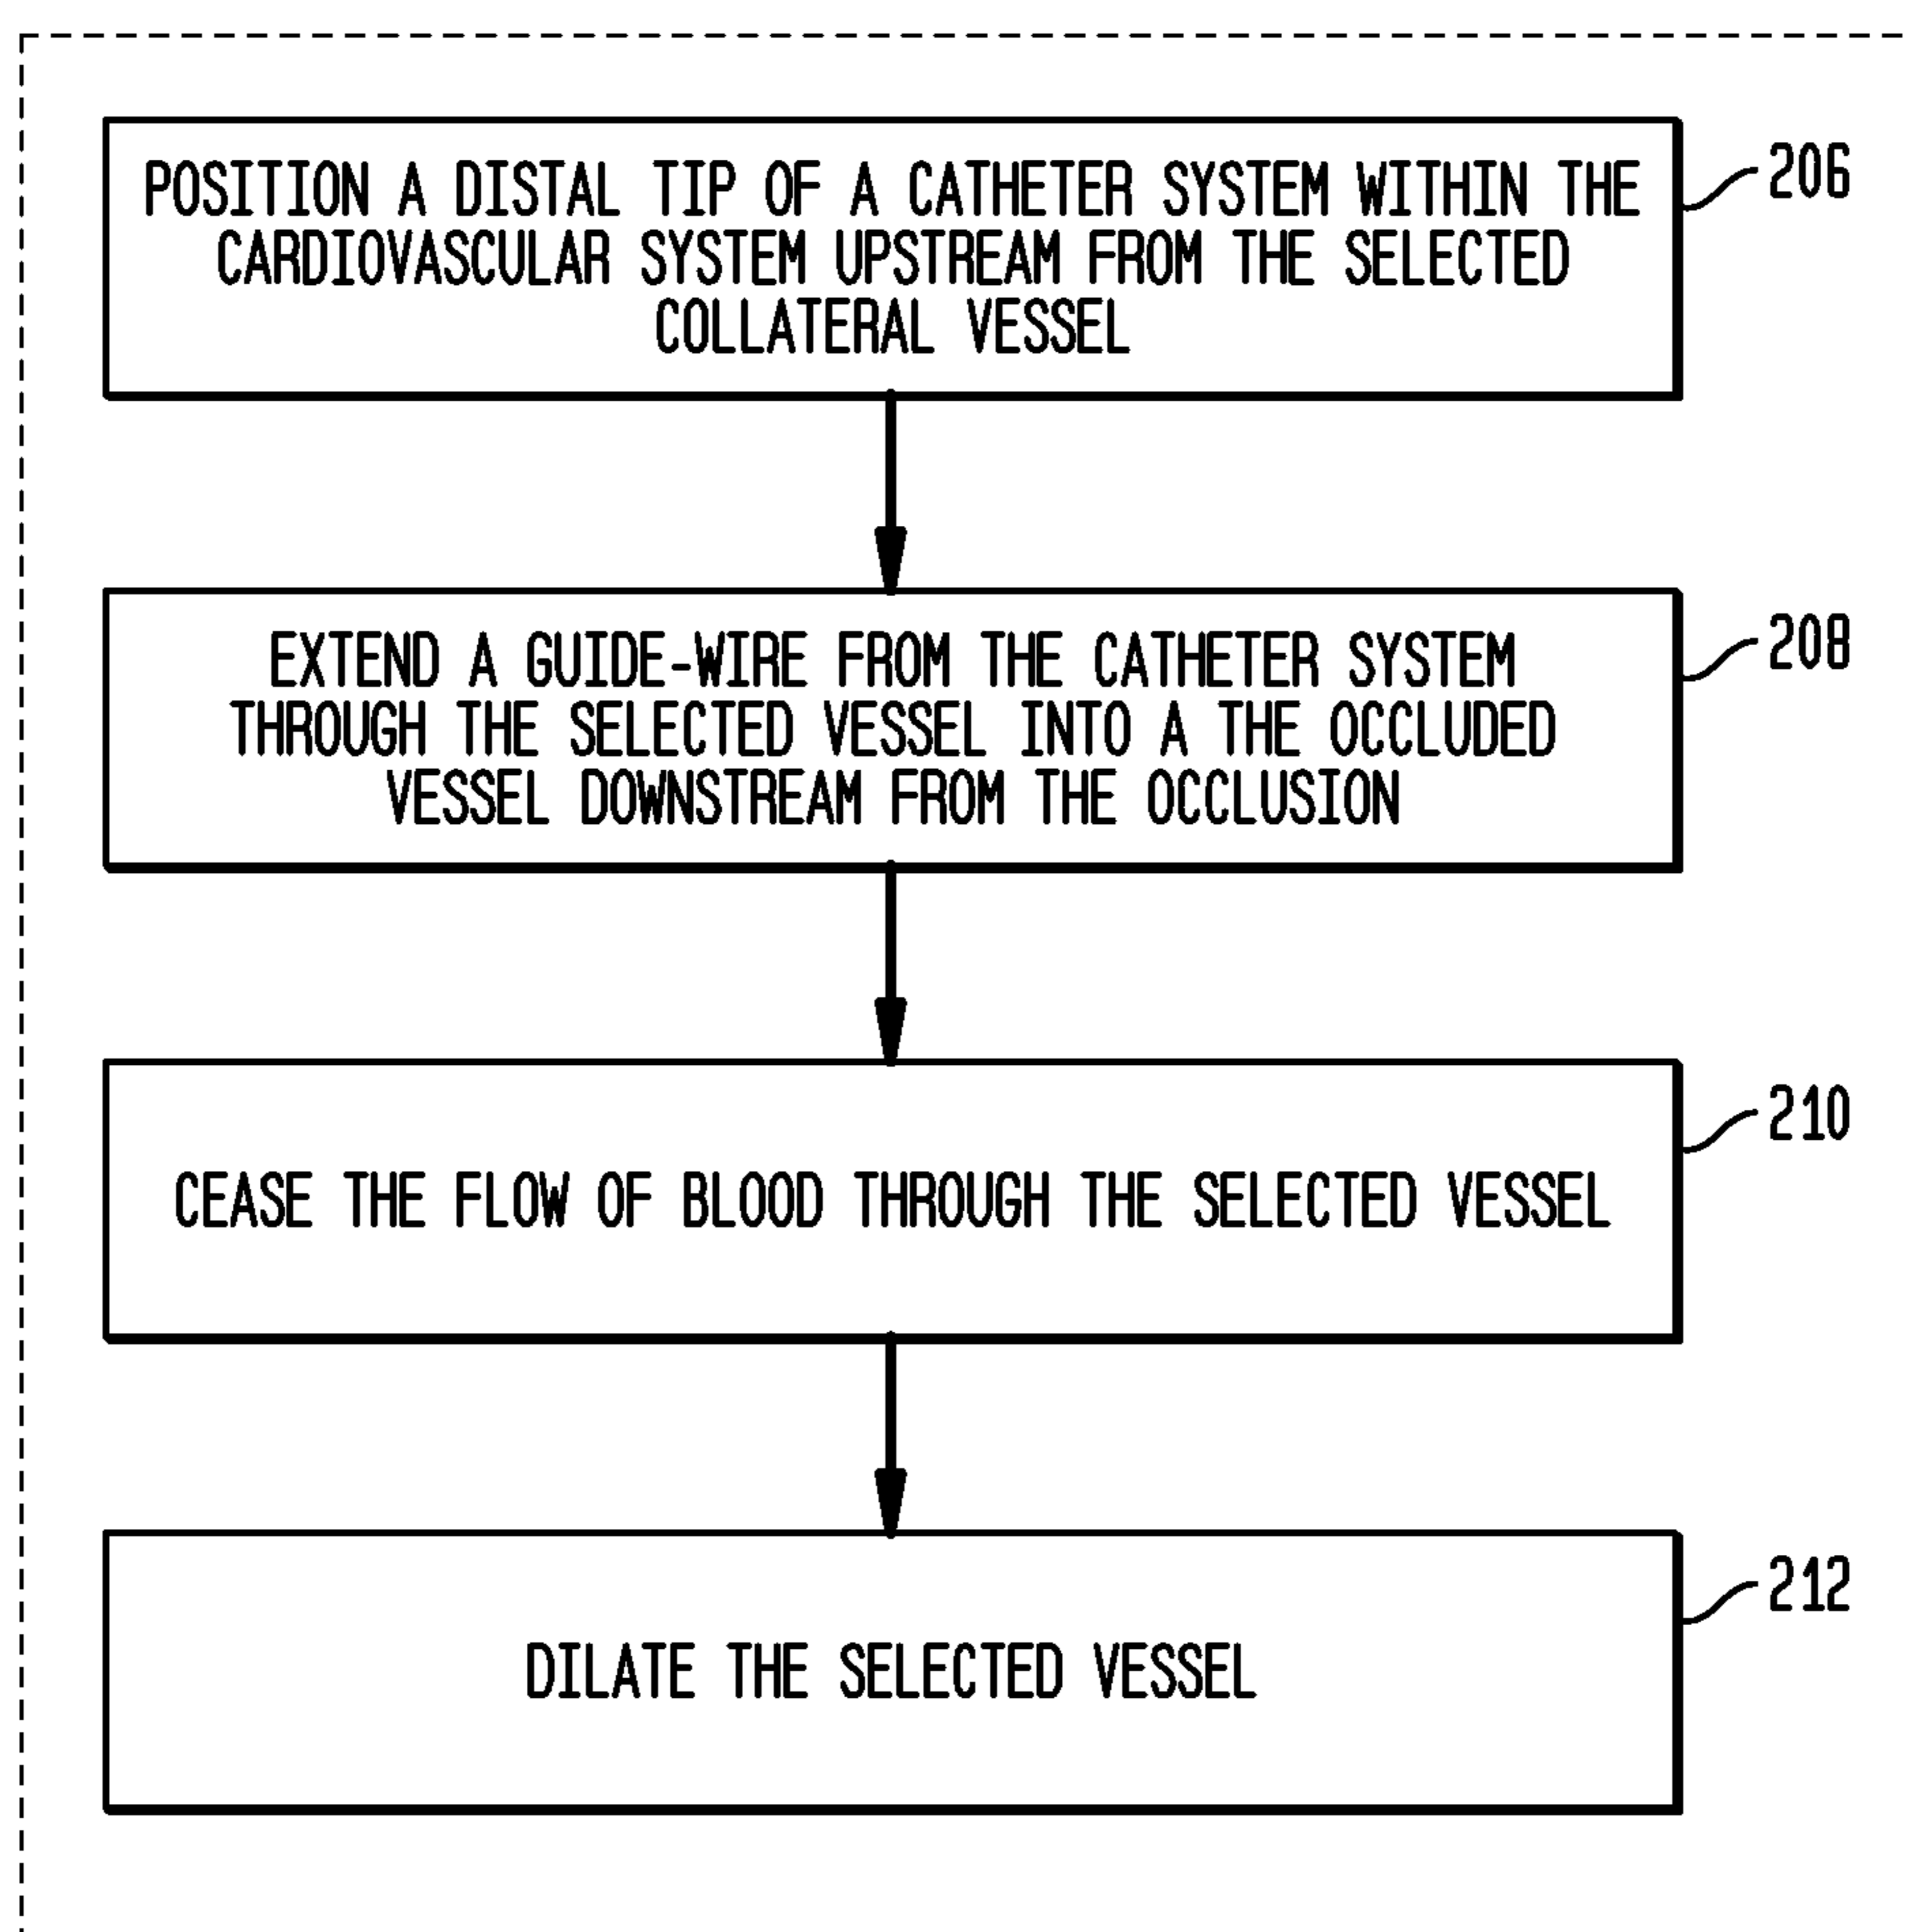 POSITION A DISTAL TIP OF A CATHETER SYSTEM WITHIN THE
CARDIOVASCULAR SYSTEM UPSTREAM FROM THE SELECTED
COLLATERAL VESSEL
206
EXTEND A GUIDE-WIRE FROM THE CATHETER SYSTEM
THROUGH THE SELECTED VESSEL INTO A THE OCCLUDED
VESSEL DOWNSTREAM FROM THE OCCLUSION
208
CEASE THE FLOW OF BLOOD THROUGH THE SELECTED VESSEL
210
DILATE THE SELECTED VESSEL
212